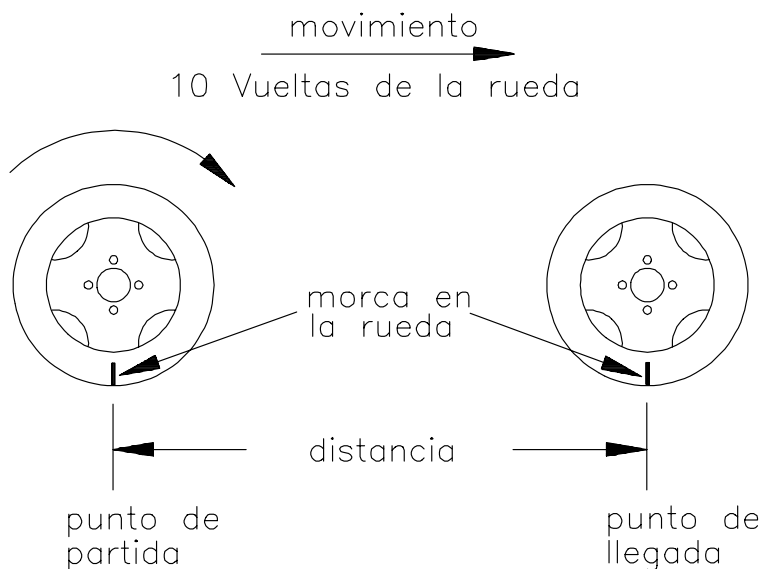 movimiento
10 Vueltas de la rueda
morca en
la rueda
distancia
punto de
partida
punto de
llegada